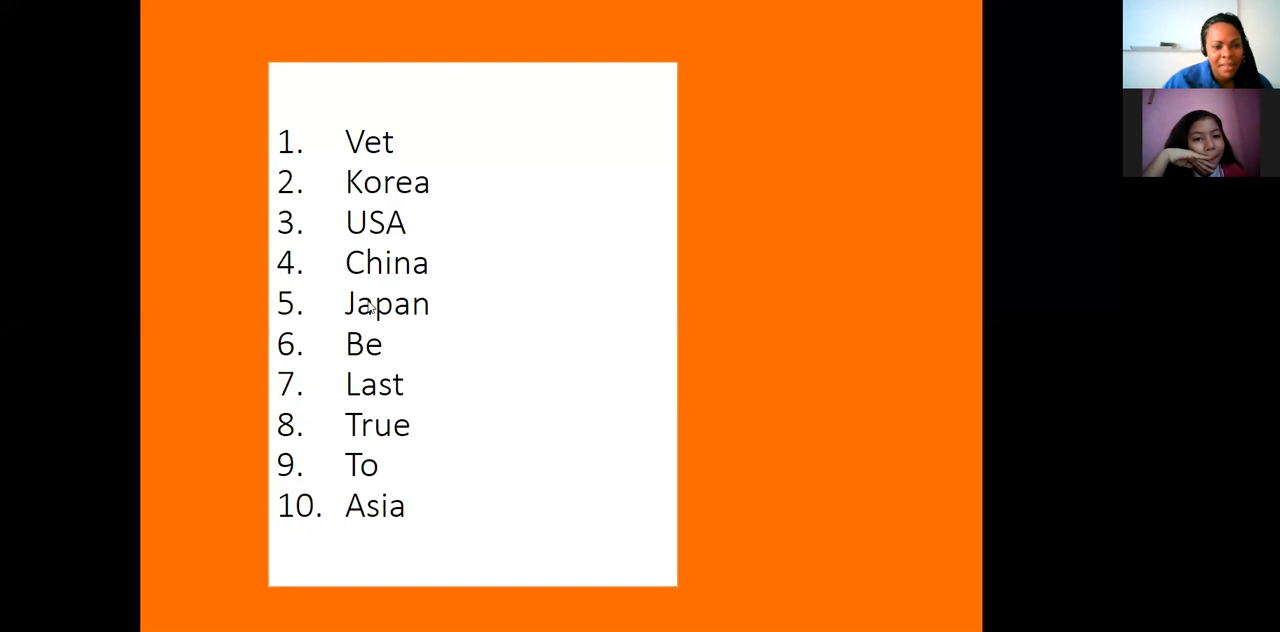 1. Vet
2. Korea
3. USA
4. China
5. Japan
6. Be
7. Last
8. True
9. To
10. Asia